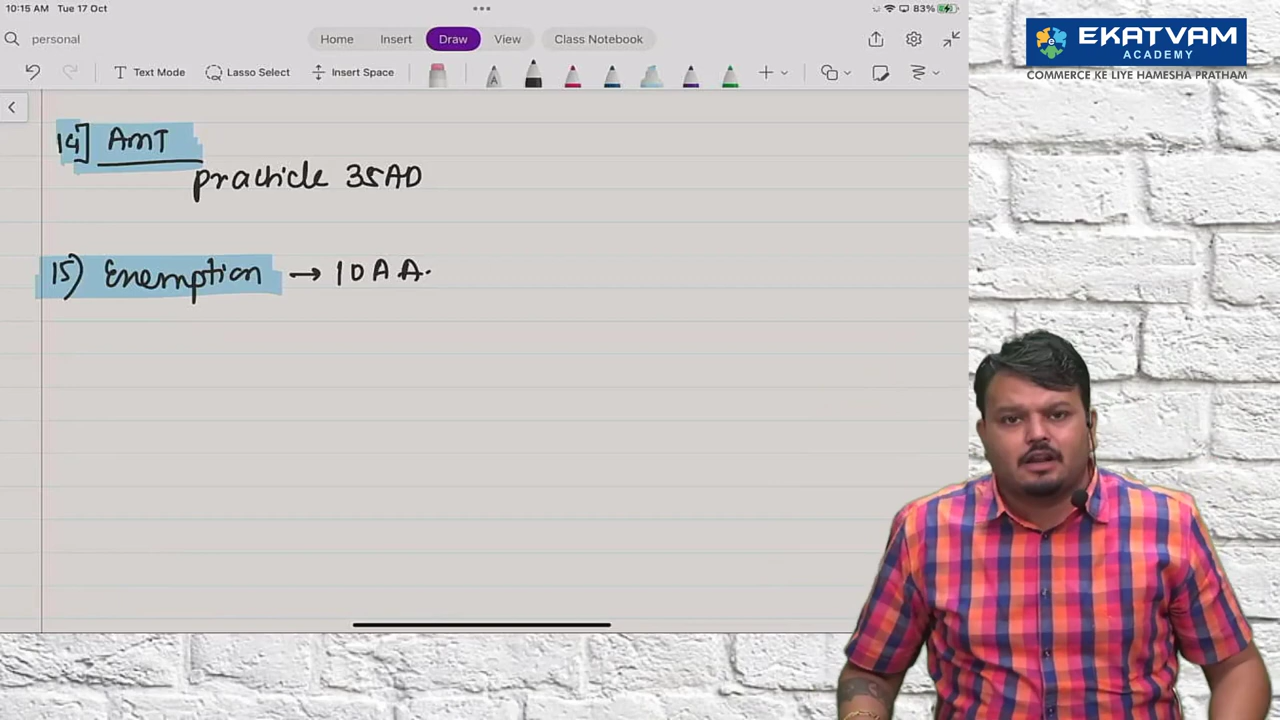 10:15 AM Tue 17 Oct
83%
personal
Home Insert Draw View Class Notebook
Text Mode Lasso Select Insert Space
A
EKATVAM
ACADEMY
COMMERCE KE LIYE HAMESHA PRATHAM
14] AMT
practicle 35AD
15) Exemption → 10AA.